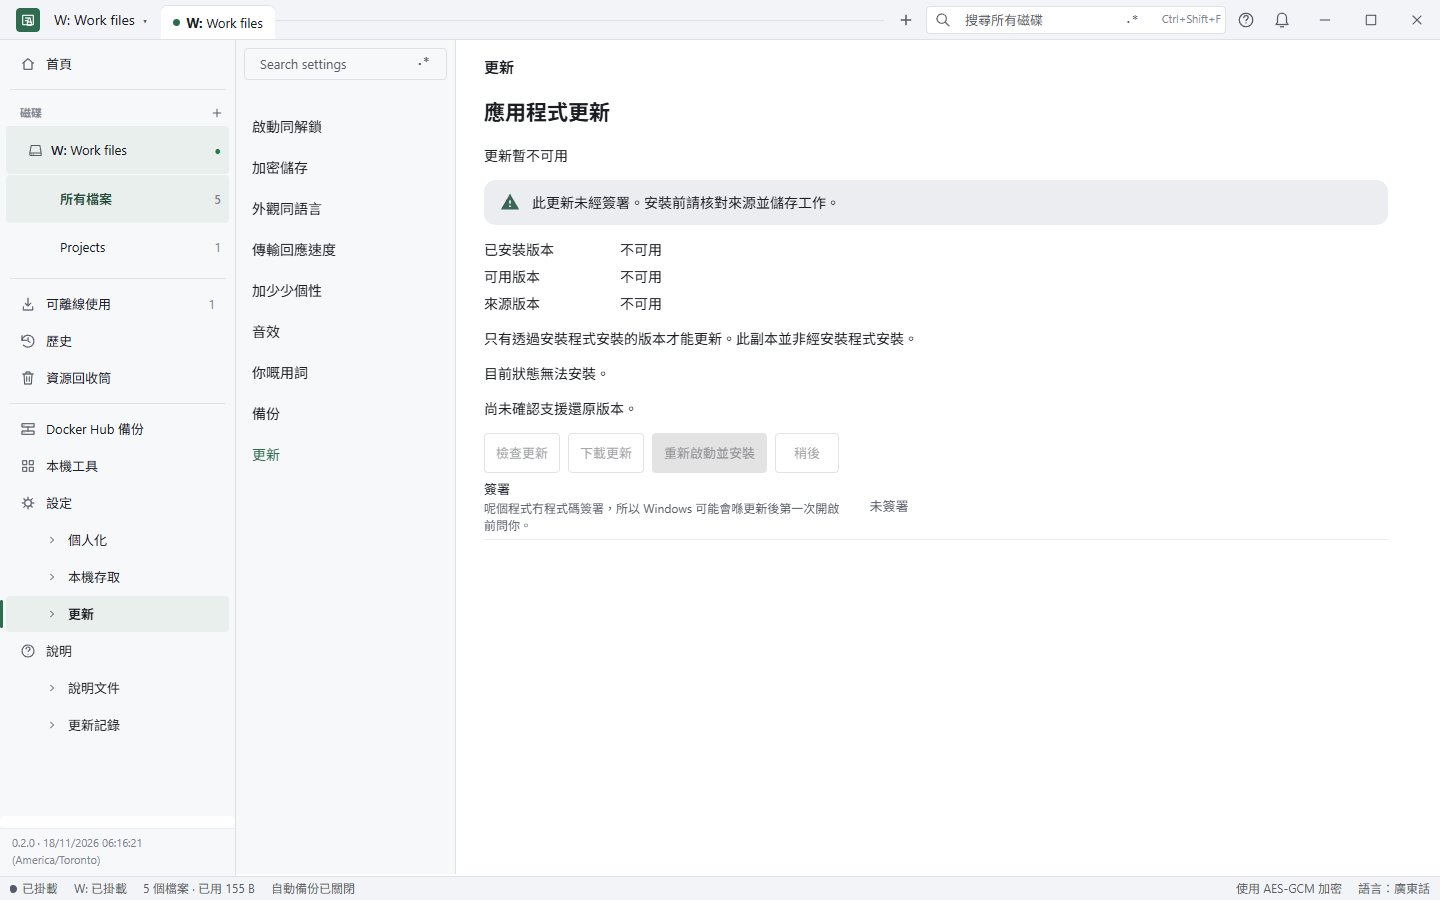 W: Work files
W: Work files
搜尋所有磁碟 .* Ctrl+Shift+F
首頁
磁碟
W: Work files
所有檔案 5
Projects 1
可離線使用 1
歷史
資源回收筒
Docker Hub 備份
本機工具
設定
個人化
本機存取
更新
說明
說明文件
更新記錄
0.2.0 · 18/11/2026 06:16:21
(America/Toronto)
Search settings .*
啟動同解鎖
加密儲存
外觀同語言
傳輸回應速度
加少少個性
音效
你嘅用詞
備份
更新
更新
應用程式更新
更新暫不可用
此更新未經簽署。安裝前請核對來源並儲存工作。
已安裝版本 不可用
可用版本 不可用
來源版本 不可用
只有透過安裝程式安裝的版本才能更新。此副本並非經安裝程式安裝。
目前狀態無法安裝。
尚未確認支援還原版本。
檢查更新 下載更新 重新啟動並安裝 稍後
簽署
呢個程式冇程式碼簽署，所以 Windows 可能會喺更新後第一次開啟
前問你。
未簽署
已掛載 W: 已掛載 5 個檔案 · 已用 155 B 自動備份已關閉
使用 AES-GCM 加密 語言：廣東話